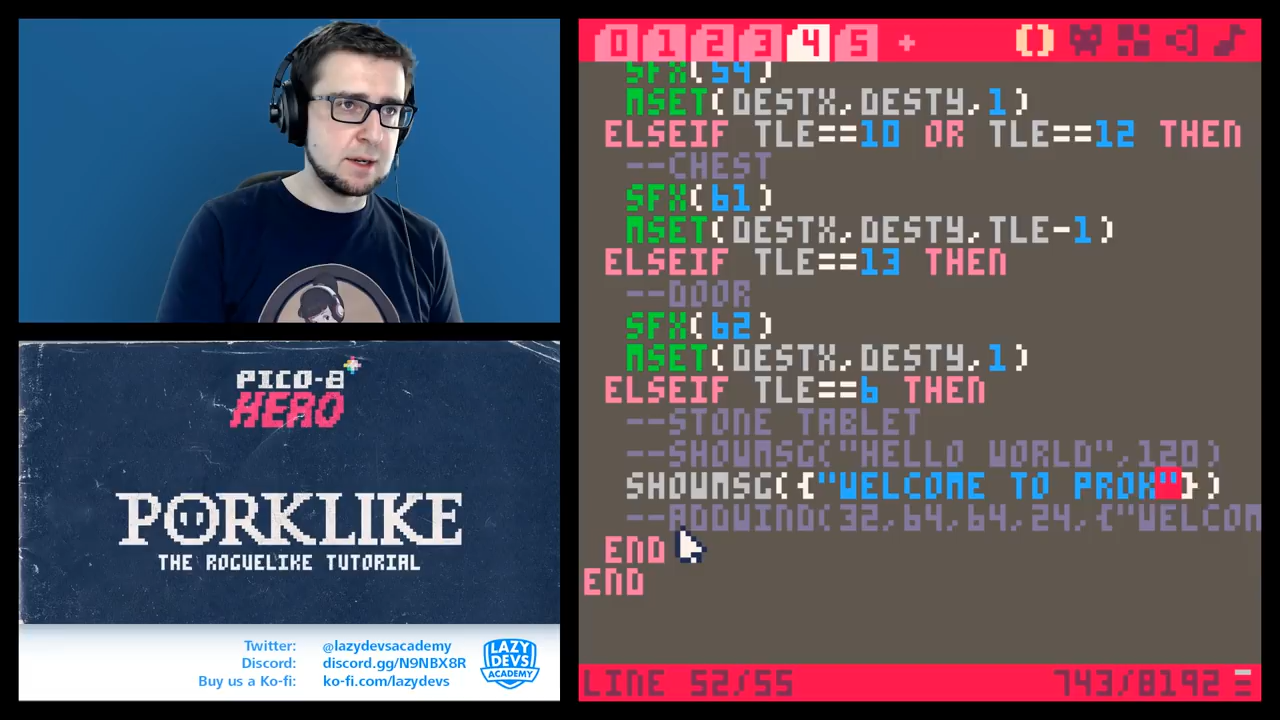 PICO-8
HERO
PORKLIKE
THE ROGUELIKE TUTORIAL
Twitter: @lazydevsacademy
Discord: discord.gg/N9NBX8R
Buy us a Ko-fi: ko-fi.com/lazydevs
LAZY
DEVS
ACADEMY
0 1 2 3 4 5 +
SFX(59)
MSET(DESTX,DESTY,1)
ELSEIF TLE==10 OR TLE==12 THEN
--CHEST
SFX(61)
MSET(DESTX,DESTY,TLE-1)
ELSEIF TLE==13 THEN
--DOOR
SFX(62)
MSET(DESTX,DESTY,1)
ELSEIF TLE==6 THEN
--STONE TABLET
--SHOWMSG("HELLO WORLD",120)
SHOWMSG({"WELCOME TO PROK"})
--ADDWIND(32,64,64,24,{"WELCOM
END
END
LINE 52/55
743/8192